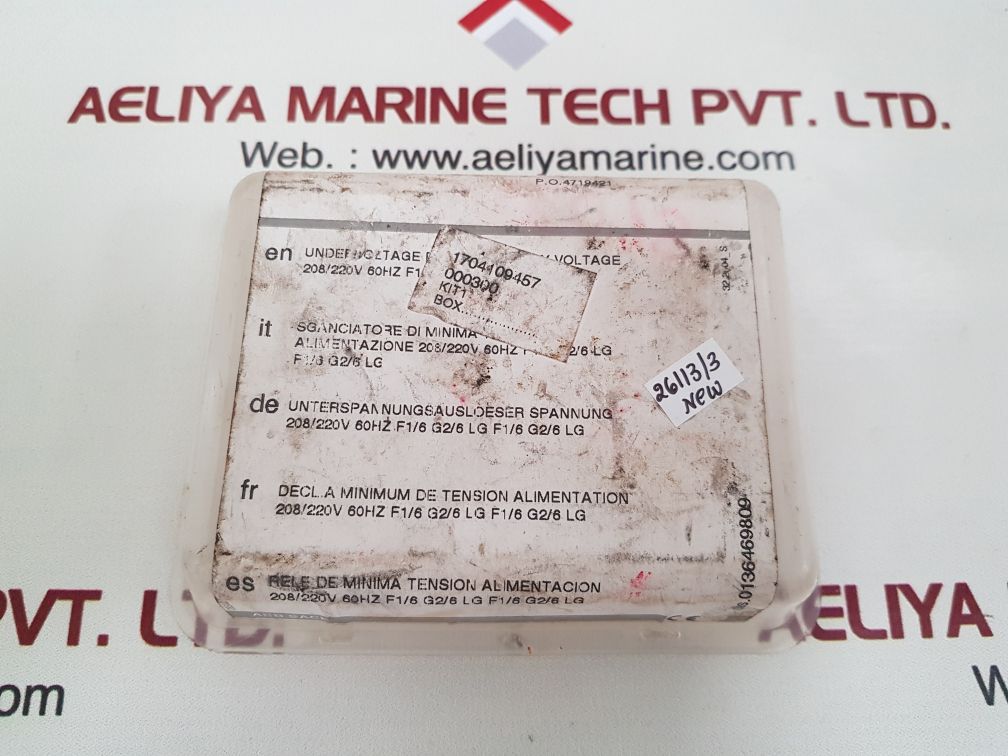 AELIYA MARINE TECH PVT. LTD.
Web. : www.aeliyamarine.com
P.O.4719421
en UNDERVOLTAGE VOLTAGE
208/220V 60HZ F1
1704109457
000300
KIT1
BOX..................
it SGANCIATORE DI MINIMA
ALIMENTAZIONE 208/220V 60HZ 2/6 LG
F1/6 G2/6 LG
26113/3
NEW
de UNTERSPANNUNGSAUSLOESER SPANNUNG
208/220V 60HZ F1/6 G2/6 LG F1/6 G2/6 LG
fr DECL.A MINIMUM DE TENSION ALIMENTATION
208/220V 60HZ F1/6 G2/6 LG F1/6 G2/6 LG
es RELE DE MINIMA TENSION ALIMENTACION
208/220V 60HZ F1/6 G2/6 LG F1/6 G2/6 LG
s.0136469809
CE
PVT. LTD.
AELIYA
om
W